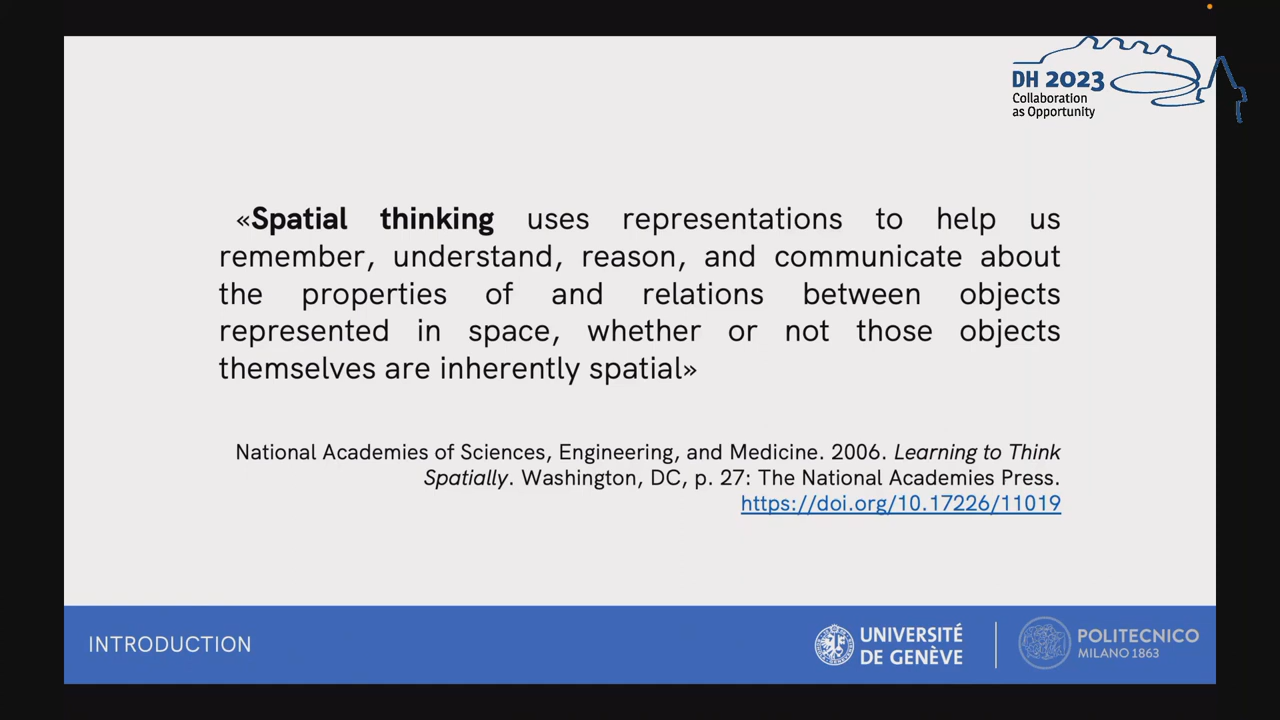 DH 2023
Collaboration
as Opportunity
«Spatial thinking uses representations to help us
remember, understand, reason, and communicate about
the properties of and relations between objects
represented in space, whether or not those objects
themselves are inherently spatial»
National Academies of Sciences, Engineering, and Medicine. 2006. Learning to Think
Spatially. Washington, DC, p. 27: The National Academies Press.
https://doi.org/10.17226/11019
INTRODUCTION
UNIVERSITÉ
DE GENÈVE
POLITECNICO
MILANO 1863